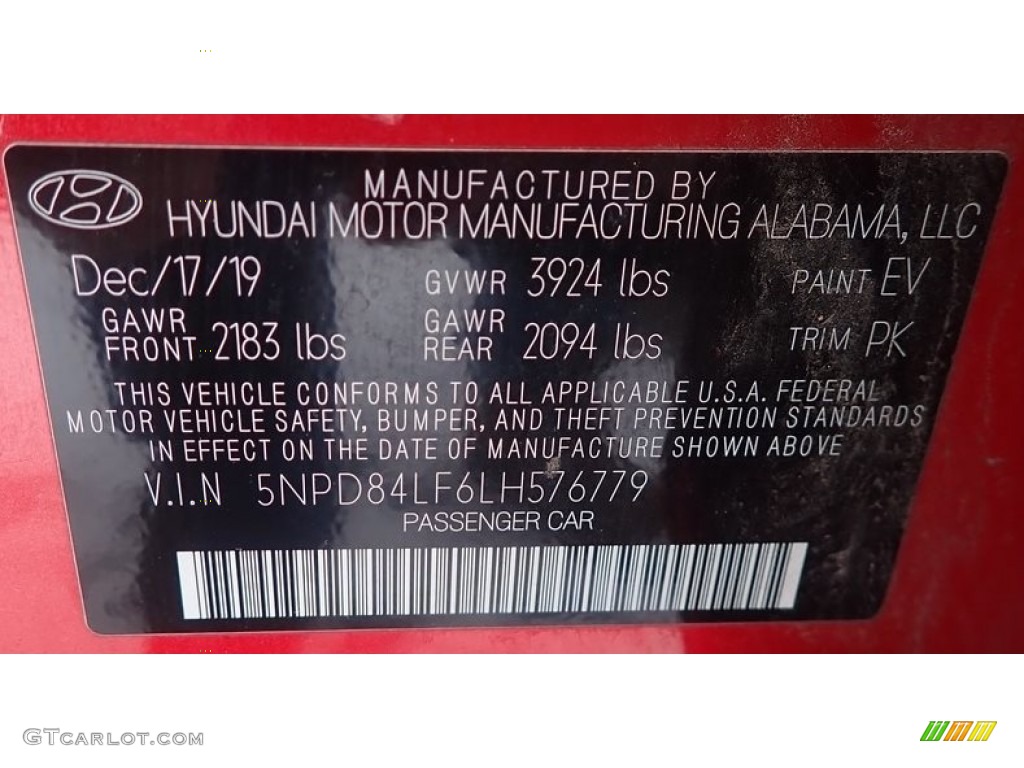 MANUFACTURED BY
HYUNDAI MOTOR MANUFACTURING ALABAMA, LLC
Dec/17/19 GVWR 3924 lbs PAINT EV
GAWR FRONT 2183 lbs GAWR REAR 2094 lbs TRIM PK
THIS VEHICLE CONFORMS TO ALL APPLICABLE U.S.A. FEDERAL
MOTOR VEHICLE SAFETY, BUMPER, AND THEFT PREVENTION STANDARDS
IN EFFECT ON THE DATE OF MANUFACTURE SHOWN ABOVE
V.I.N 5NPD84LF6LH576779
PASSENGER CAR
GTCARLOT.COM